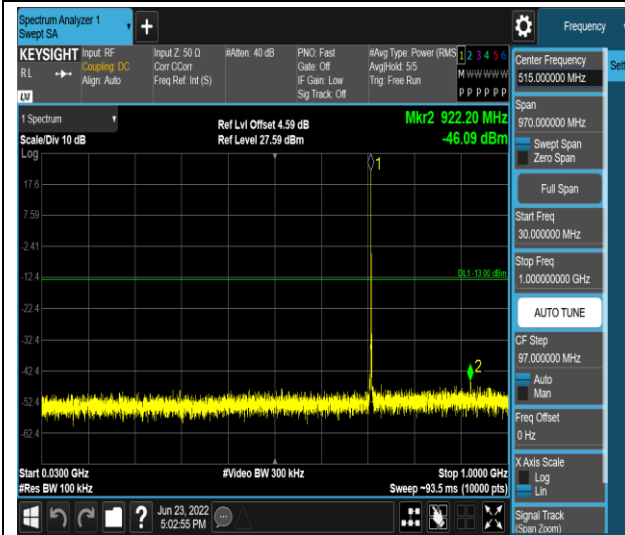 Spectrum Analyzer 1
Swept SA
Frequency
KEYSIGHT
RL
LXI
Input: RF
Coupling: DC
Align: Auto
Input Z: 50 Ω
Corr CCorr
Freq Ref: Int (S)
#Atten: 40 dB
PNO: Fast
Gate: Off
IF Gain: Low
Sig Track: Off
#Avg Type: Power (RMS
Avg|Hold: 5/5
Trig: Free Run
1 2 3 4 5 6
M W W W W W
P P P P P P
1 Spectrum
Scale/Div 10 dB
Log
Ref Lvl Offset 4.59 dB
Ref Level 27.59 dBm
Mkr2 922.20 MHz
-46.09 dBm
1
17.6
7.59
-2.41
-12.4
DL1 -13.00 dBm
-22.4
-32.4
-42.4
2
-52.4
-62.4
Start 0.0300 GHz
#Res BW 100 kHz
#Video BW 300 kHz
Stop 1.0000 GHz
Sweep ~93.5 ms (10000 pts)
Center Frequency
515.000000 MHz
Sett
Span
970.000000 MHz
Swept Span
Zero Span
Full Span
Start Freq
30.000000 MHz
Stop Freq
1.000000000 GHz
AUTO TUNE
CF Step
97.000000 MHz
Auto
Man
Freq Offset
0 Hz
X Axis Scale
Log
Lin
Signal Track
(Span Zoom)
Jun 23, 2022
5:02:55 PM